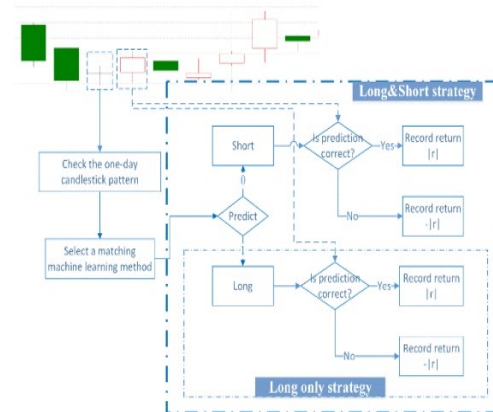 Long&Short strategy
Check the one-day
candlestick pattern
Select a matching
machine learning method
Short
0
Predict
Long
Is prediction
correct?
Yes
Record return
|r|
No
Record return
-|r|
Is prediction
correct?
Yes
Record return
|r|
No
Record return
-|r|
Long only strategy